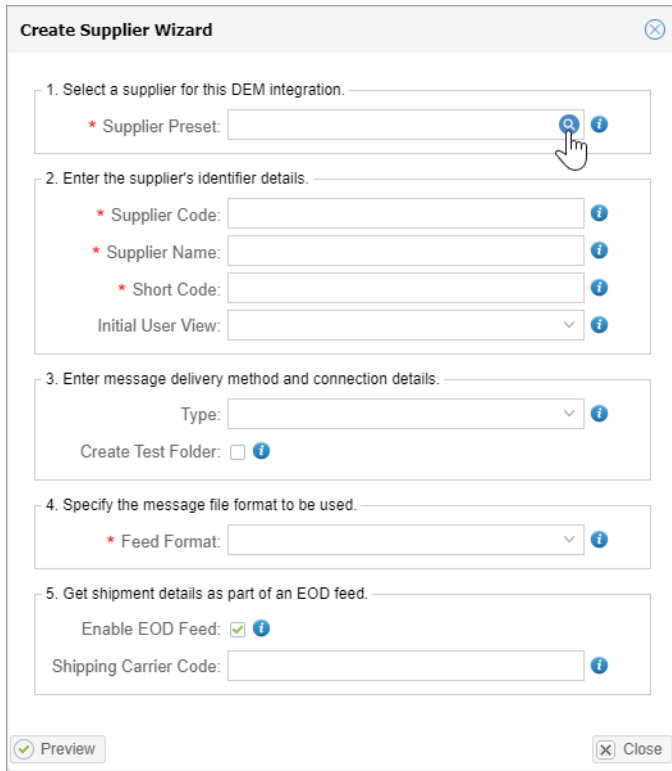 Create Supplier Wizard
1. Select a supplier for this DEM integration.
* Supplier Preset:
2. Enter the supplier's identifier details.
* Supplier Code:
* Supplier Name:
* Short Code:
Initial User View:
3. Enter message delivery method and connection details.
Type:
Create Test Folder:
4. Specify the message file format to be used.
* Feed Format:
5. Get shipment details as part of an EOD feed.
Enable EOD Feed:
Shipping Carrier Code:
Preview Close